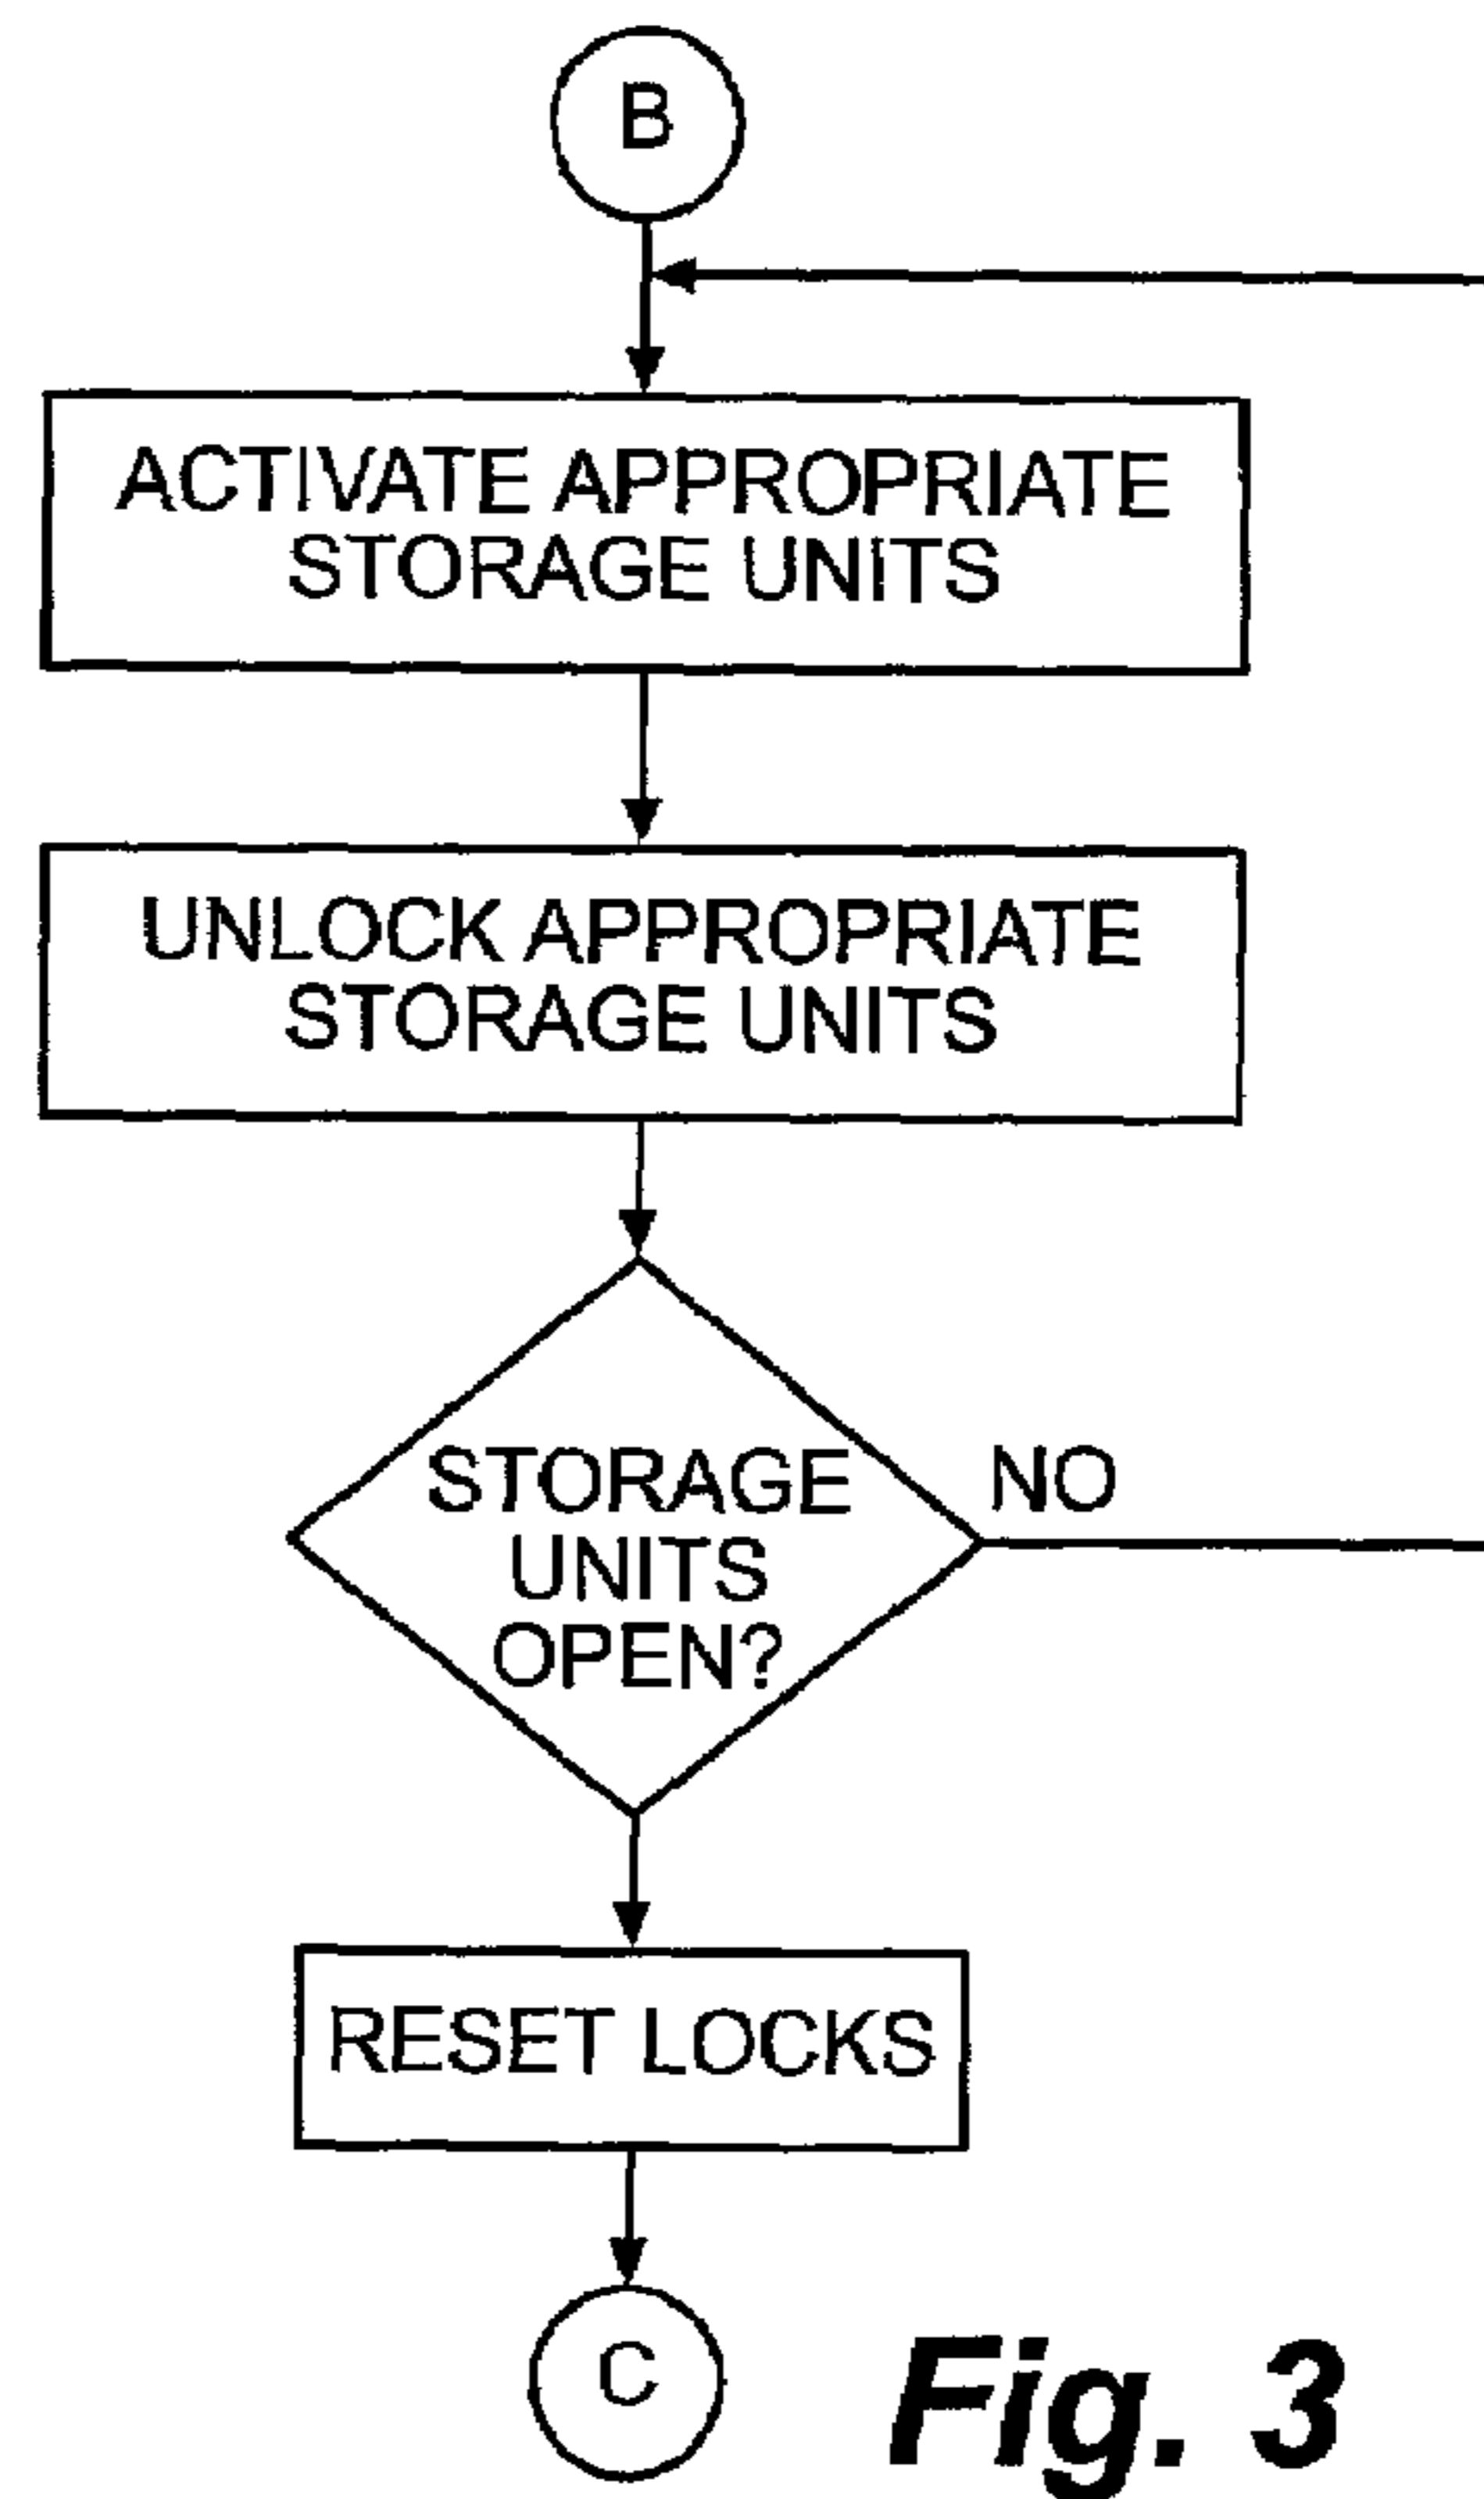 B
ACTIVATE APPROPRIATE
STORAGE UNITS
UNLOCK APPROPRIATE
STORAGE UNITS
STORAGE
UNITS
OPEN?
NO
RESET LOCKS
C
Fig. 3